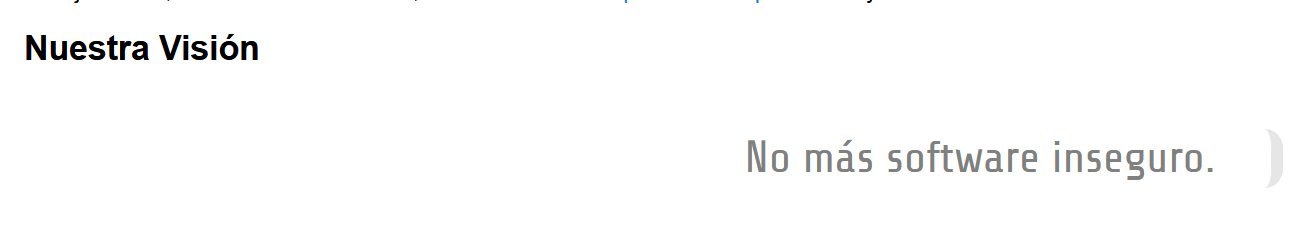 Nuestra Visión
No más software inseguro.